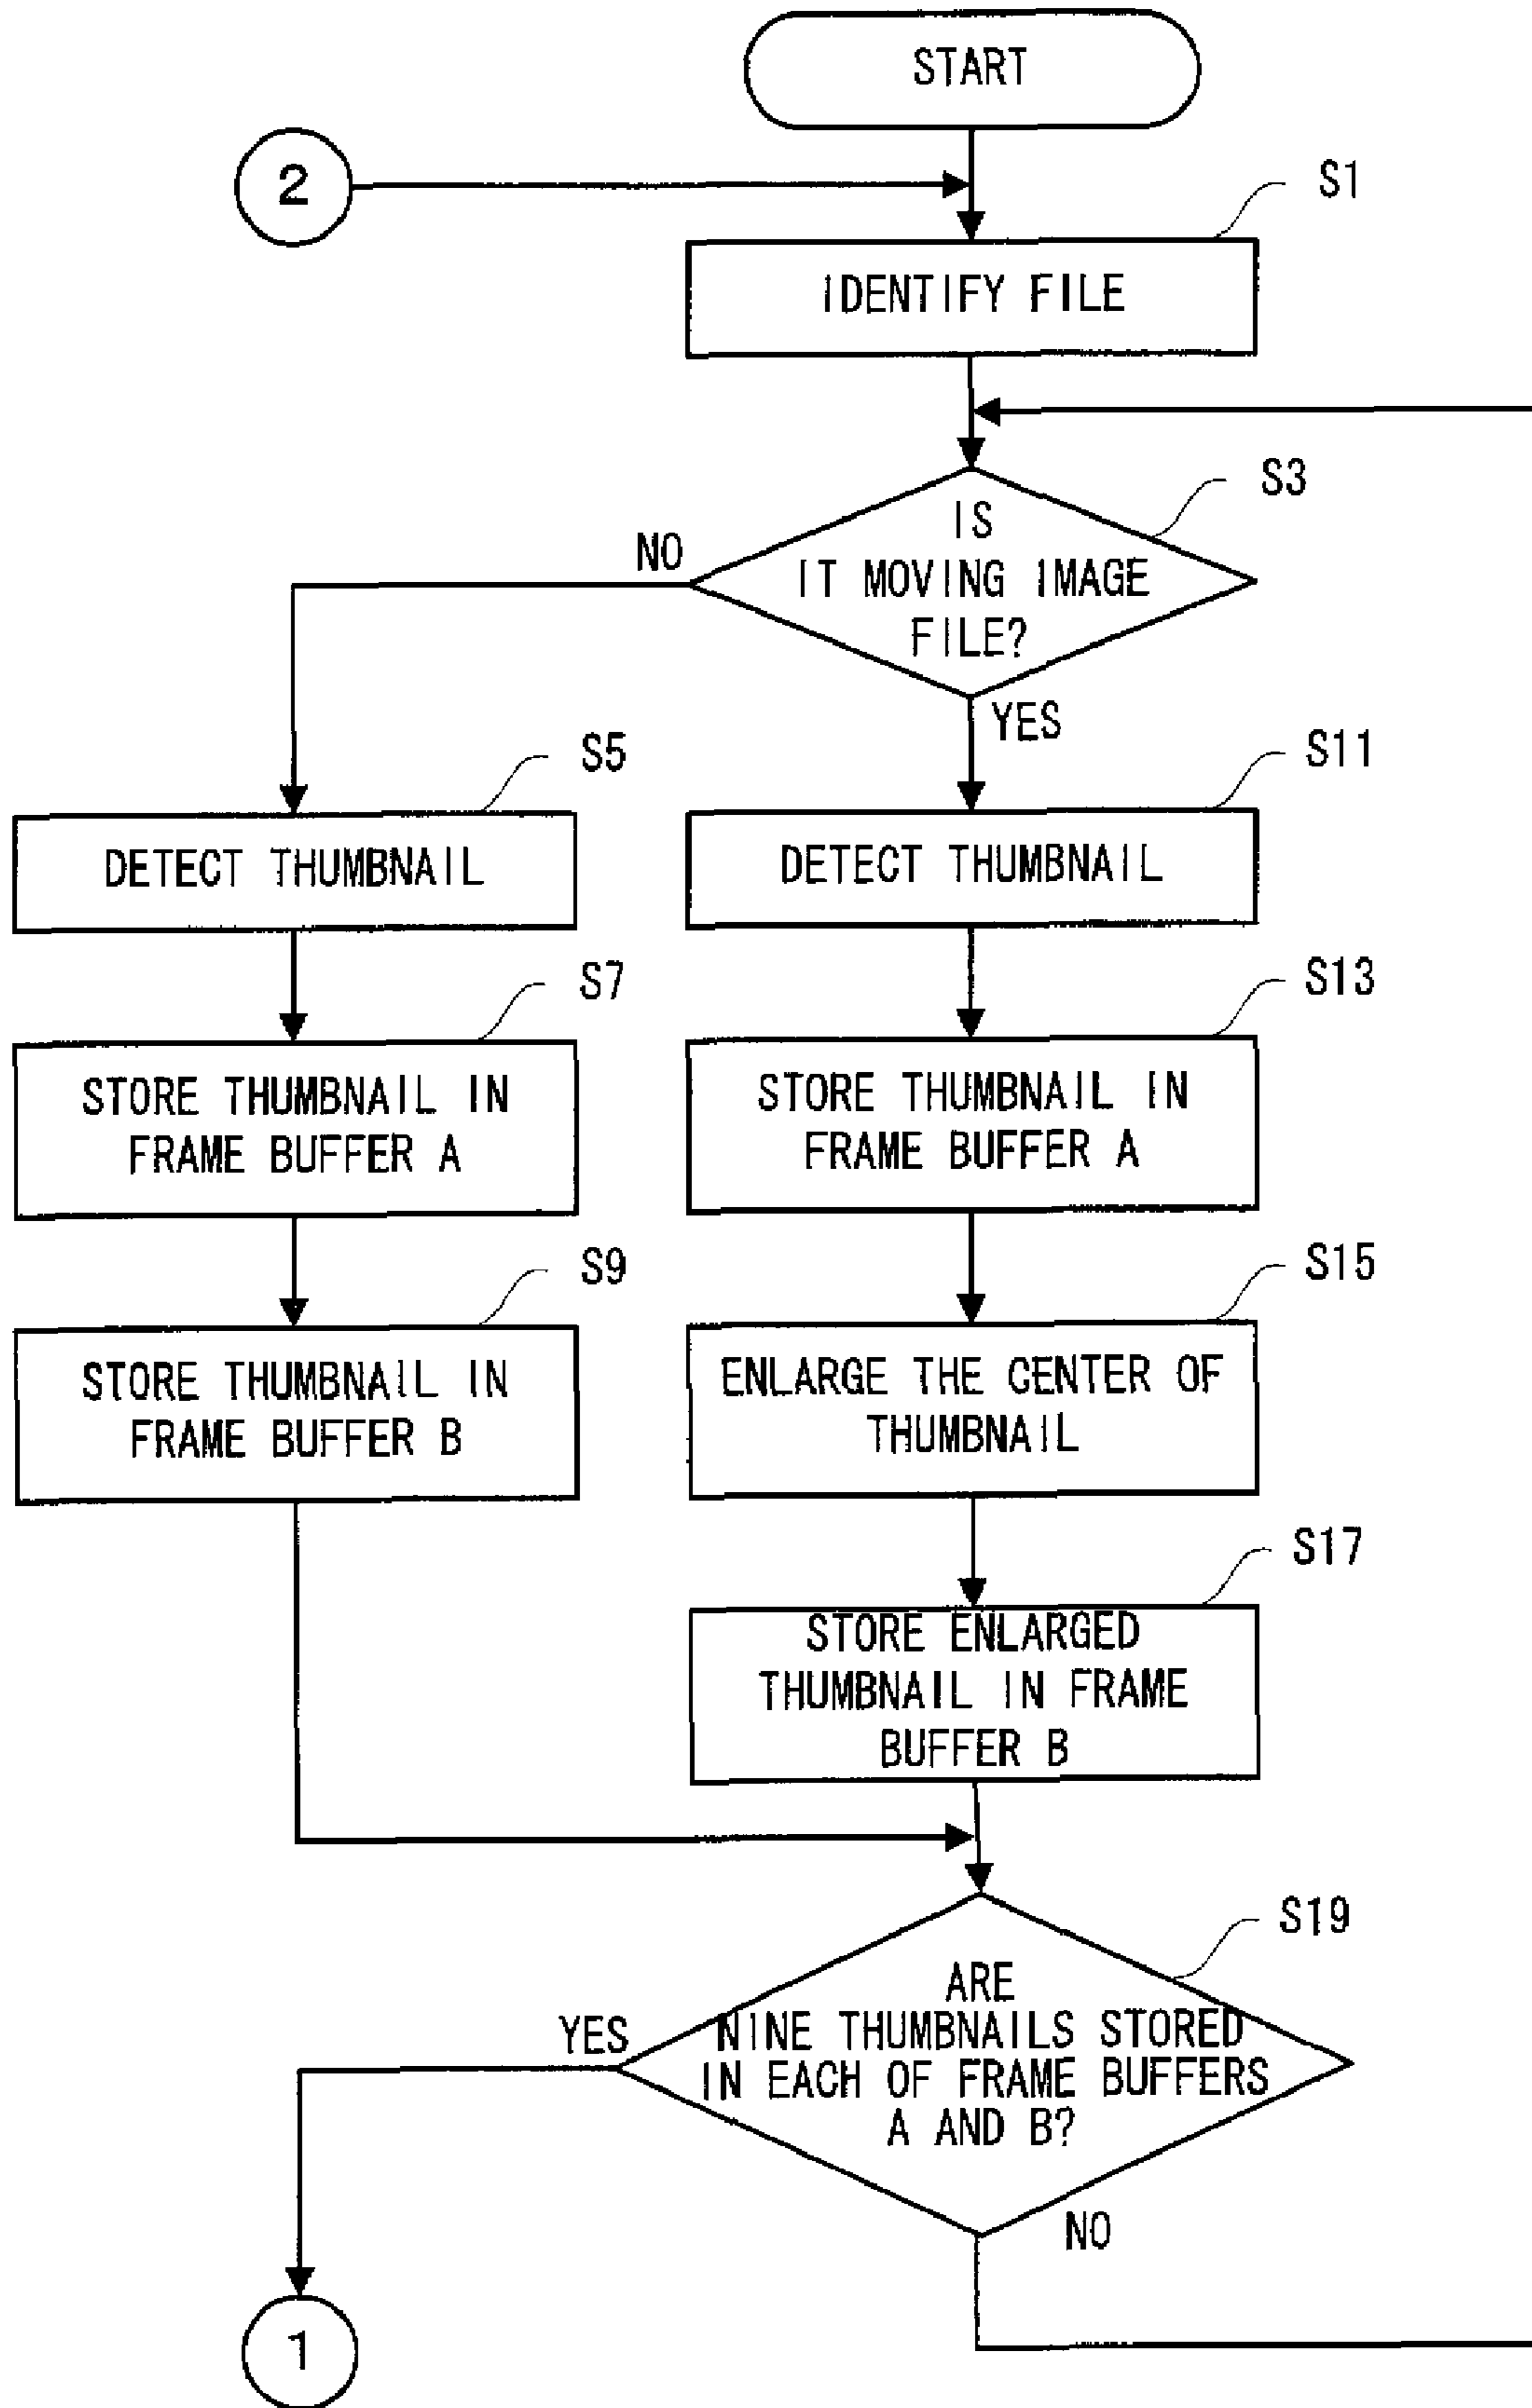 START
2
S1
IDENTIFY FILE
S3
IS
IT MOVING IMAGE
FILE?
NO
YES
S5
DETECT THUMBNAIL
S11
DETECT THUMBNAIL
S7
STORE THUMBNAIL IN
FRAME BUFFER A
S13
STORE THUMBNAIL IN
FRAME BUFFER A
S9
STORE THUMBNAIL IN
FRAME BUFFER B
S15
ENLARGE THE CENTER OF
THUMBNAIL
S17
STORE ENLARGED
THUMBNAIL IN FRAME
BUFFER B
S19
ARE
NINE THUMBNAILS STORED
IN EACH OF FRAME BUFFERS
A AND B?
YES
NO
1